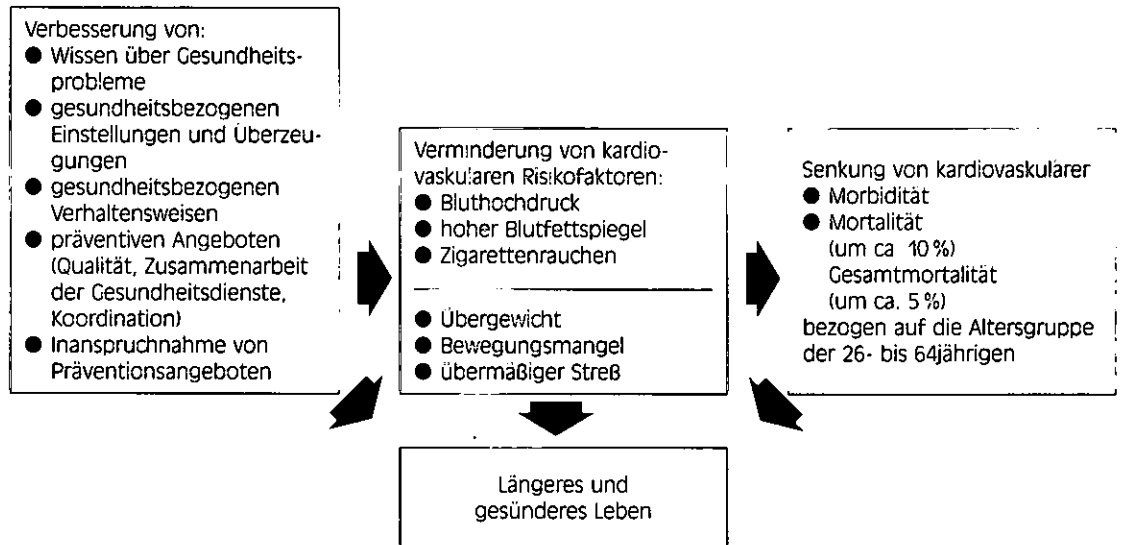 Verbesserung von:
● Wissen über Gesundheits-
probleme
● gesundheitsbezogenen
Einstellungen und Überzeu-
gungen
● gesundheitsbezogenen
Verhaltensweisen
● präventiven Angeboten
(Qualität, Zusammenarbeit
der Gesundheitsdienste,
Koordination)
● Inanspruchnahme von
Präventionsangeboten
Verminderung von kardio-
vaskularen Risikofaktoren:
● Bluthochdruck
● hoher Blutfettspiegel
● Zigarettenrauchen
● Übergewicht
● Bewegungsmangel
● übermäßiger Streß
Senkung von kardiovaskulärer
● Morbidität
● Mortalität
(um ca 10 %)
Gesamtmortalität
(um ca. 5 %)
bezogen auf die Altersgruppe
der 26- bis 64jährigen
Längeres und
gesünderes Leben